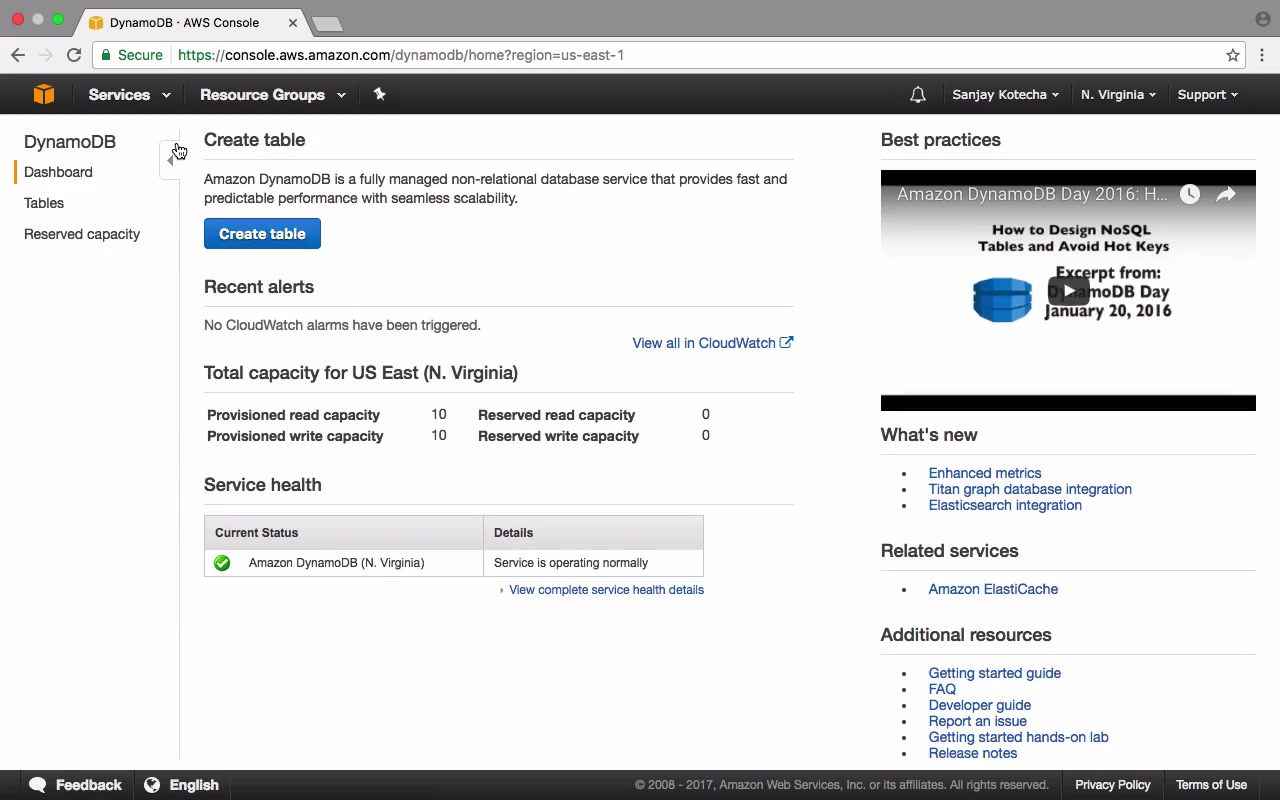 DynamoDB · AWS Console
Secure
https://console.aws.amazon.com/dynamodb/home?region=us-east-1
Services
Resource Groups
Sanjay Kotecha
N. Virginia
Support
DynamoDB
Dashboard
Tables
Reserved capacity
Create table
Amazon DynamoDB is a fully managed non-relational database service that provides fast and
predictable performance with seamless scalability.
Create table
Recent alerts
No CloudWatch alarms have been triggered.
View all in CloudWatch
Total capacity for US East (N. Virginia)
Provisioned read capacity 10 Reserved read capacity 0
Provisioned write capacity 10 Reserved write capacity 0
Service health
Current Status Details
Amazon DynamoDB (N. Virginia) Service is operating normally
View complete service health details
Best practices
Amazon DynamoDB Day 2016: H...
How to Design NoSQL
Tables and Avoid Hot Keys
Excerpt from:
DynamoDB Day
January 20, 2016
What's new
Enhanced metrics
Titan graph database integration
Elasticsearch integration
Related services
Amazon ElastiCache
Additional resources
Getting started guide
FAQ
Developer guide
Report an issue
Getting started hands-on lab
Release notes
Feedback
English
© 2008 - 2017, Amazon Web Services, Inc. or its affiliates. All rights reserved.
Privacy Policy
Terms of Use